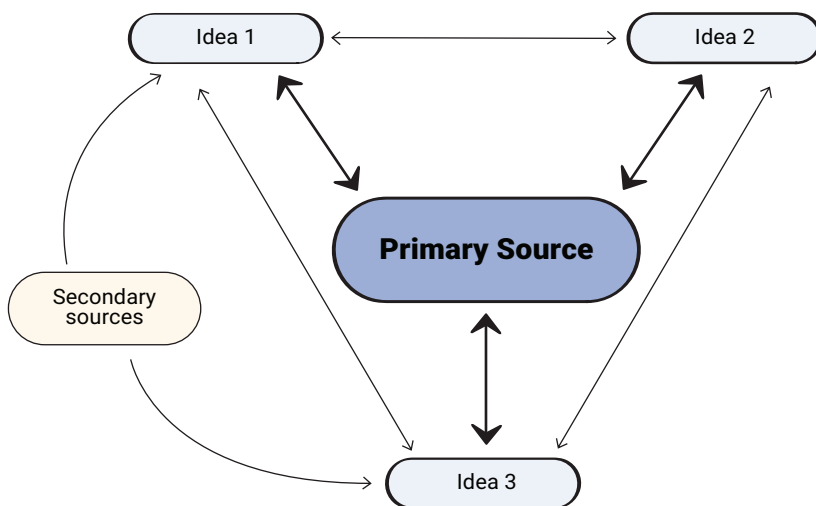 Idea 1
Idea 2
Primary Source
Secondary
sources
Idea 3